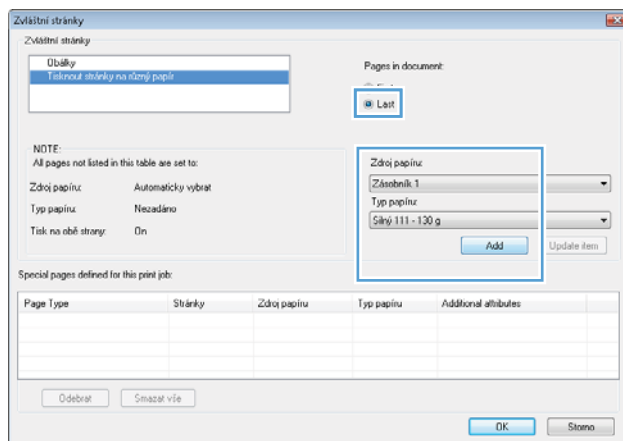 Zvláštní stránky
Zvláštní stránky
Obálky
Tisknout stránky na různý papír
Pages in document:
Last
NOTE:
All pages not listed in this table are set to:
Zdroj papíru: Automaticky vybrat
Typ papíru: Nezadáno
Tisk na obě strany: On
Zdroj papíru:
Zásobník 1
Typ papíru:
Silný 111 - 130 g
Add Update item
Special pages defined for this print job:
Page Type Stránky Zdroj papíru Typ papíru Additional attributes
Odebrat Smazat vše
OK Storno